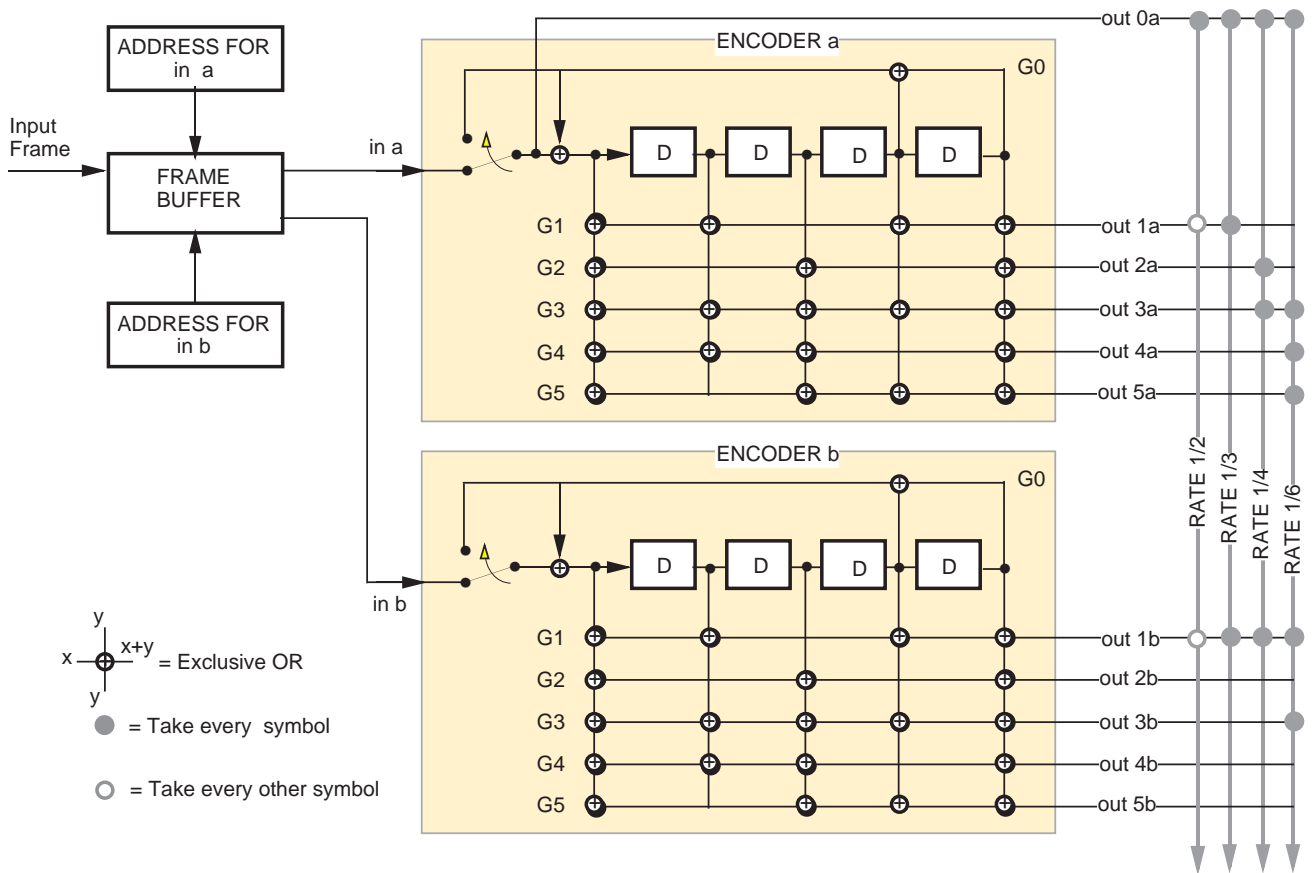 out 0a
ADDRESS FOR
in a
ENCODER a
G0
Input
Frame
in a
FRAME
BUFFER
D
D
D
D
G1
out 1a
G2
out 2a
ADDRESS FOR
in b
G3
out 3a
G4
out 4a
G5
out 5a
RATE 1/2
RATE 1/3
RATE 1/4
RATE 1/6
ENCODER b
G0
D
D
D
D
in b
G1
out 1b
G2
out 2b
G3
out 3b
G4
out 4b
G5
out 5b
y
x
x+y
y
= Exclusive OR
= Take every symbol
= Take every other symbol